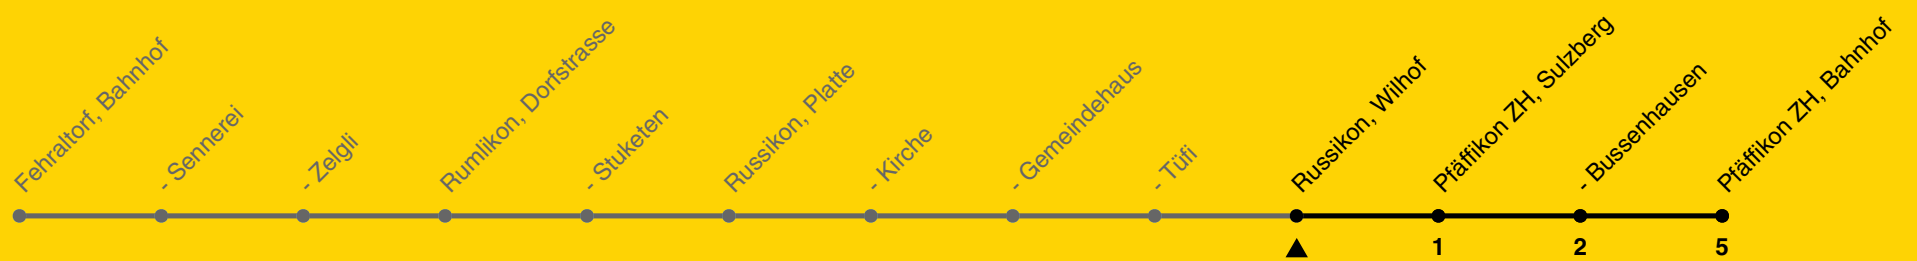 Fehraltorf, Bahnhof
- Sennerei
- Zelgli
Rumlikon, Dorfstrasse
- Stuketen
Russikon, Platte
- Kirche
- Gemeindehaus
- Tüfi
Russikon, Wilhof
Pfäffikon ZH, Sulzberg
- Bussenhausen
Pfäffikon ZH, Bahnhof
1
2
5